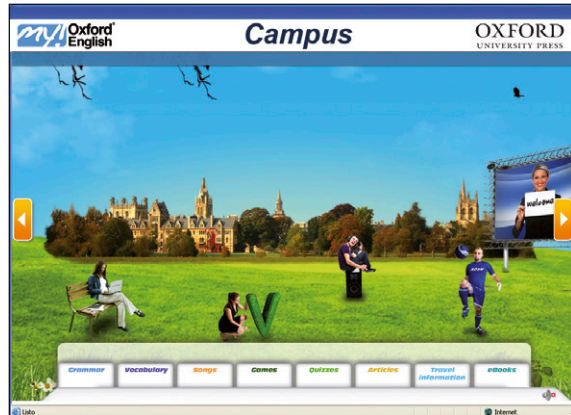 my! Oxford English
Campus
OXFORD
UNIVERSITY PRESS
welcome
V
Grammar
Vocabulary
Songs
Games
Quizzes
Articles
Travel information
eBooks
Listo
Internet